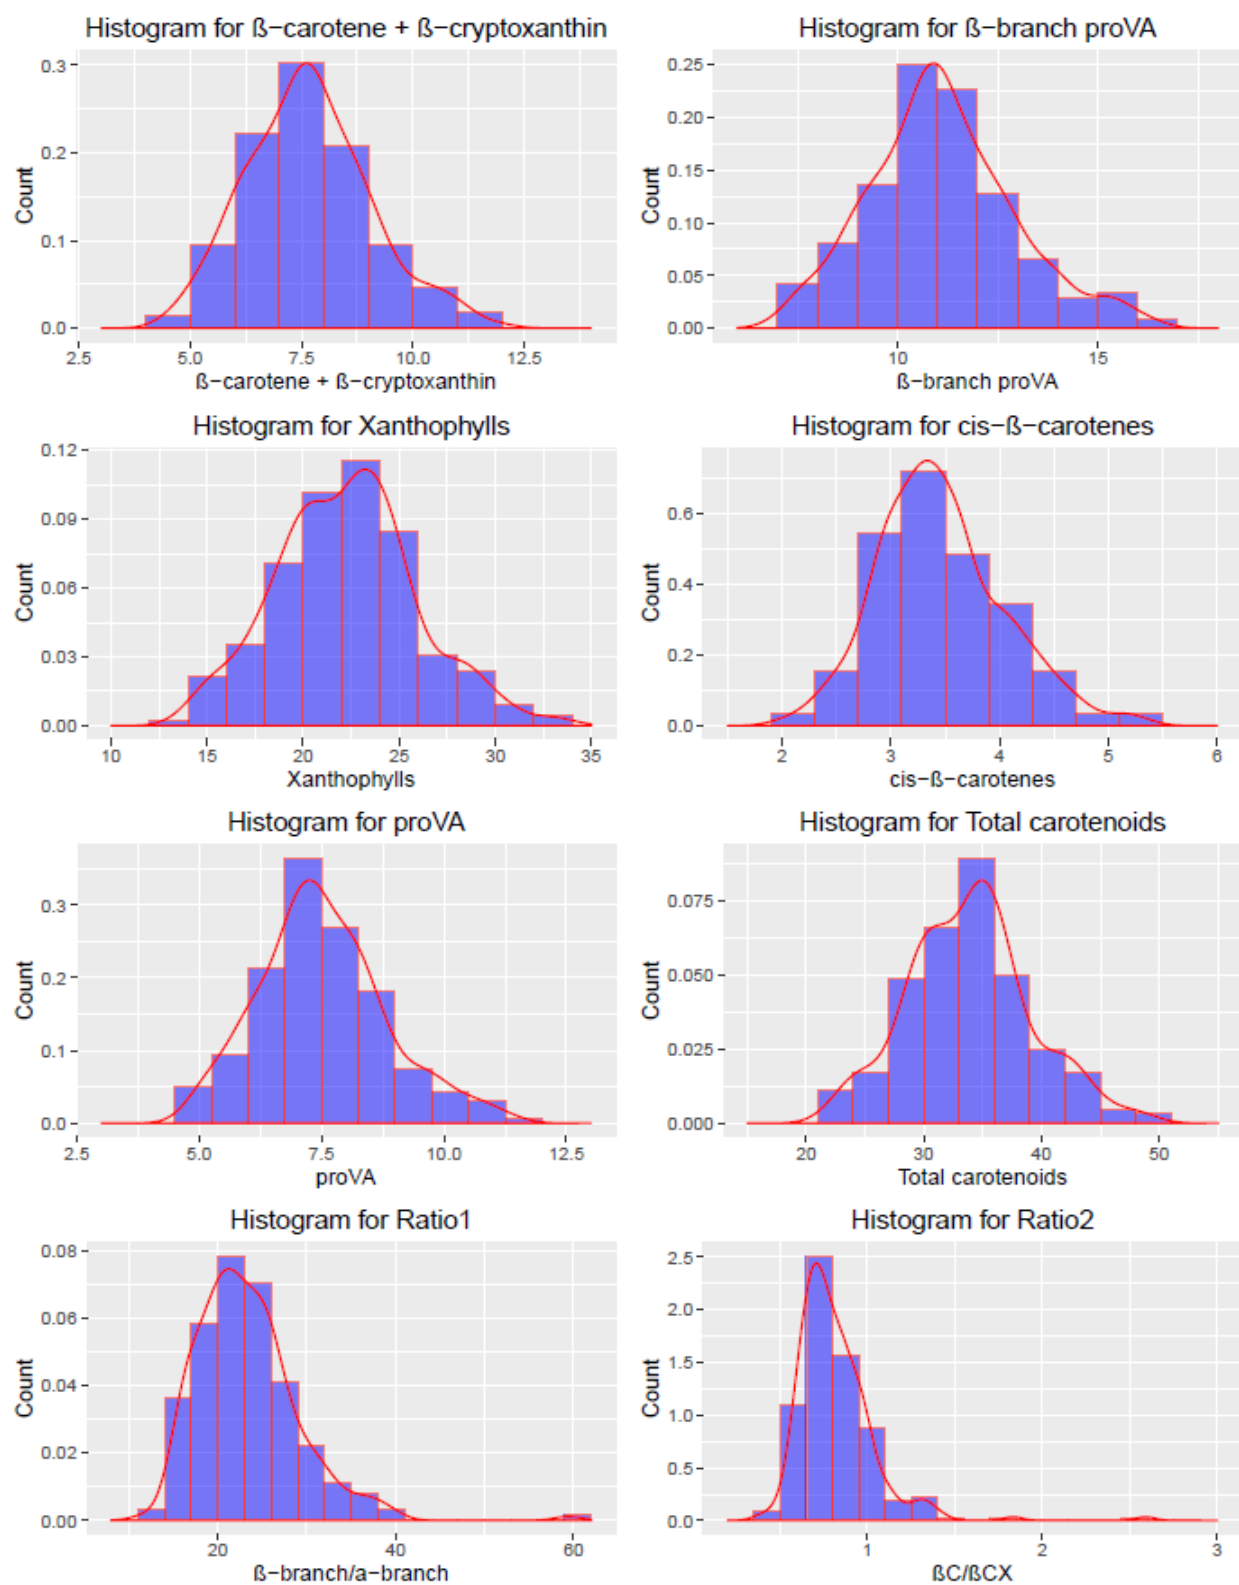 Histogram for ß−carotene + ß−cryptoxanthin
0.3
0.2
0.1
0.0
Count
2.5 5.0 7.5 10.0 12.5
ß−carotene + ß−cryptoxanthin
Histogram for ß−branch proVA
0.25
0.20
0.15
0.10
0.05
0.00
Count
10 15
ß−branch proVA
Histogram for Xanthophylls
0.12
0.09
0.06
0.03
0.00
Count
10 15 20 25 30 35
Xanthophylls
Histogram for cis−ß−carotenes
0.6
0.4
0.2
0.0
Count
2 3 4 5 6
cis−ß−carotenes
Histogram for proVA
0.3
0.2
0.1
0.0
Count
2.5 5.0 7.5 10.0 12.5
proVA
Histogram for Total carotenoids
0.075
0.050
0.025
0.000
Count
20 30 40 50
Total carotenoids
Histogram for Ratio1
0.08
0.06
0.04
0.02
0.00
Count
20 40 60
ß−branch/a−branch
Histogram for Ratio2
2.5
2.0
1.5
1.0
0.5
0.0
Count
1 2 3
ßC/ßCX